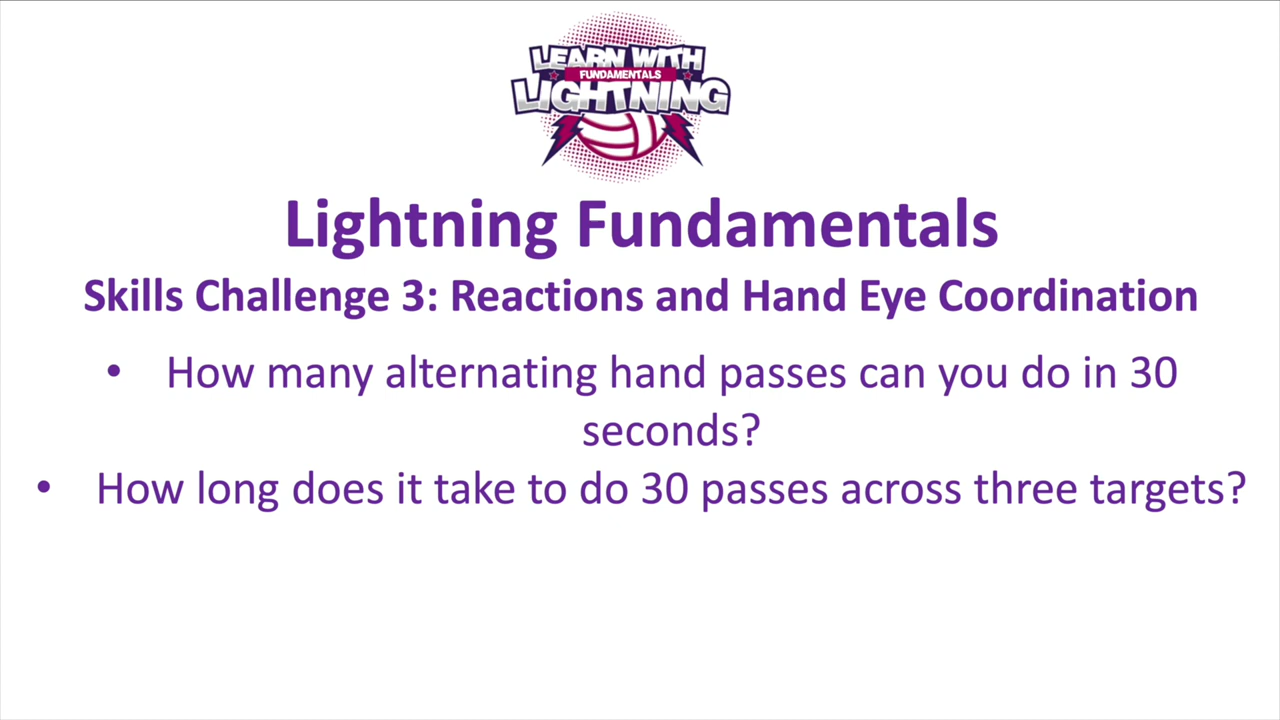 LEARN WITH
FUNDAMENTALS
LIGHTNING
Lightning Fundamentals
Skills Challenge 3: Reactions and Hand Eye Coordination
• How many alternating hand passes can you do in 30
seconds?
• How long does it take to do 30 passes across three targets?